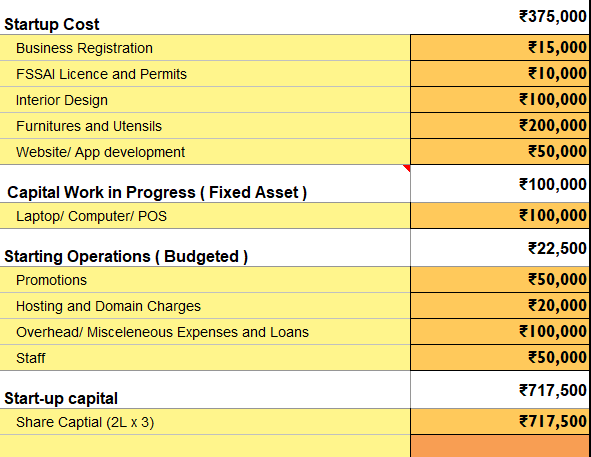 Startup Cost ₹375,000
Business Registration ₹15,000
FSSAI Licence and Permits ₹10,000
Interior Design ₹100,000
Furnitures and Utensils ₹200,000
Website/ App development ₹50,000
Capital Work in Progress ( Fixed Asset ) ₹100,000
Laptop/ Computer/ POS ₹100,000
Starting Operations ( Budgeted ) ₹22,500
Promotions ₹50,000
Hosting and Domain Charges ₹20,000
Overhead/ Misceleneous Expenses and Loans ₹100,000
Staff ₹50,000
Start-up capital ₹717,500
Share Captial (2L x 3) ₹717,500